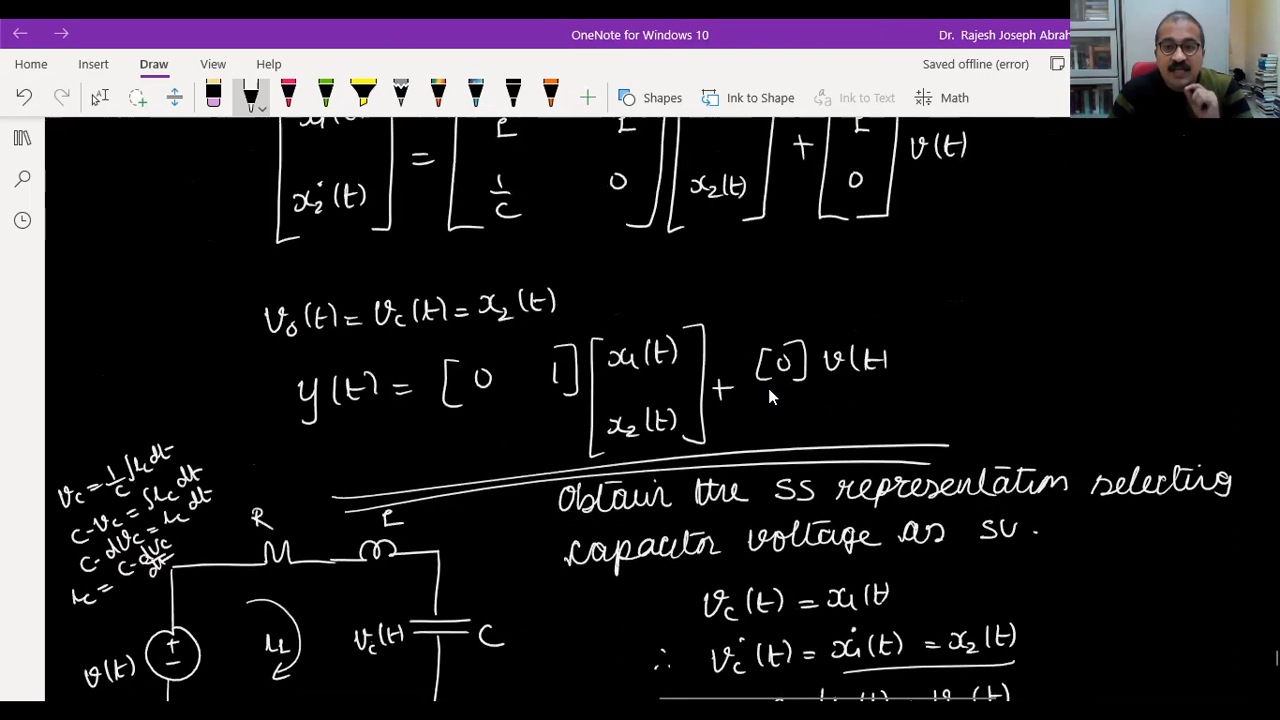 OneNote for Windows 10
Dr. Rajesh Joseph Abrah
Home Insert Draw View Help
Saved offline (error)
Shapes Ink to Shape Ink to Text Math
= L L + L v(t)
ẋ2(t) 1/C 0 x2(t) 0
v0(t) = vc(t) = x2(t)
y(t) = [0 1] [x1(t) x2(t)] + [0] v(t)
Obtain the SS representation selecting
capacitor voltage as SV.
vc = 1/C ∫ic dt
C·vc = ∫ic dt
C·dvc = ic dt
ic = C·dvc/dt
R L
v(t) + − iL vc(t) C
vc(t) = x1(t)
∴ v̇c(t) = ẋ1(t) = x2(t)